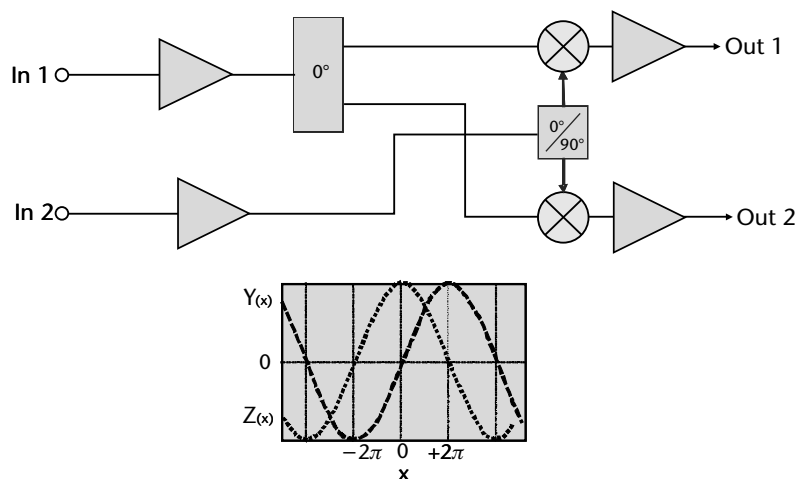 In 1
0°
Out 1
0°
90°
In 2
Out 2
Y(x)
0
Z(x)
−2π 0 +2π
x